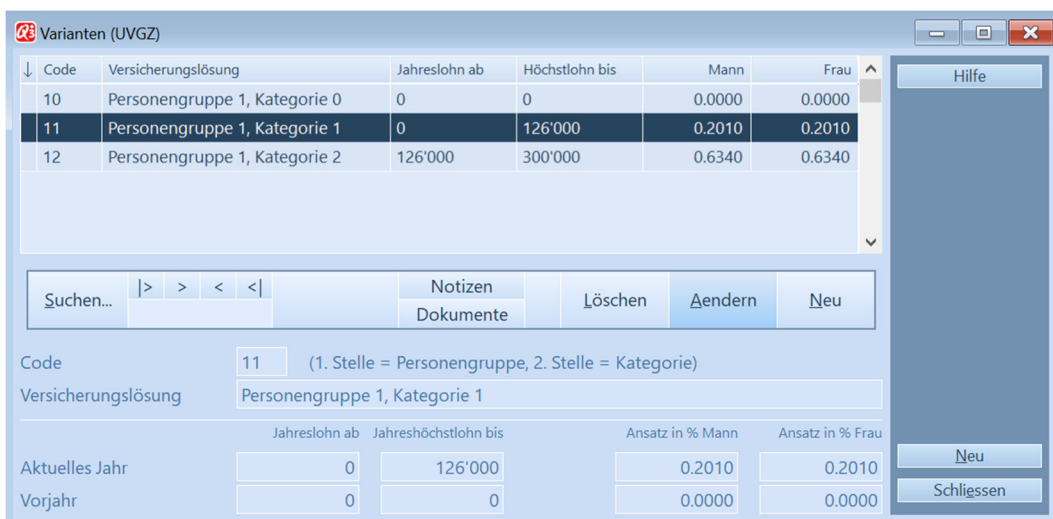 Varianten (UVGZ)
↓ Code Versicherungslösung Jahreslohn ab Höchstlohn bis Mann Frau
10 Personengruppe 1, Kategorie 0 0 0 0.0000 0.0000
11 Personengruppe 1, Kategorie 1 0 126'000 0.2010 0.2010
12 Personengruppe 1, Kategorie 2 126'000 300'000 0.6340 0.6340
Hilfe
Suchen... |> > < <| Notizen Löschen Aendern Neu
Dokumente
Code 11 (1. Stelle = Personengruppe, 2. Stelle = Kategorie)
Versicherungslösung Personengruppe 1, Kategorie 1
Jahreslohn ab Jahreshöchstlohn bis Ansatz in % Mann Ansatz in % Frau
Aktuelles Jahr 0 126'000 0.2010 0.2010
Vorjahr 0 0 0.0000 0.0000
Neu
Schliessen